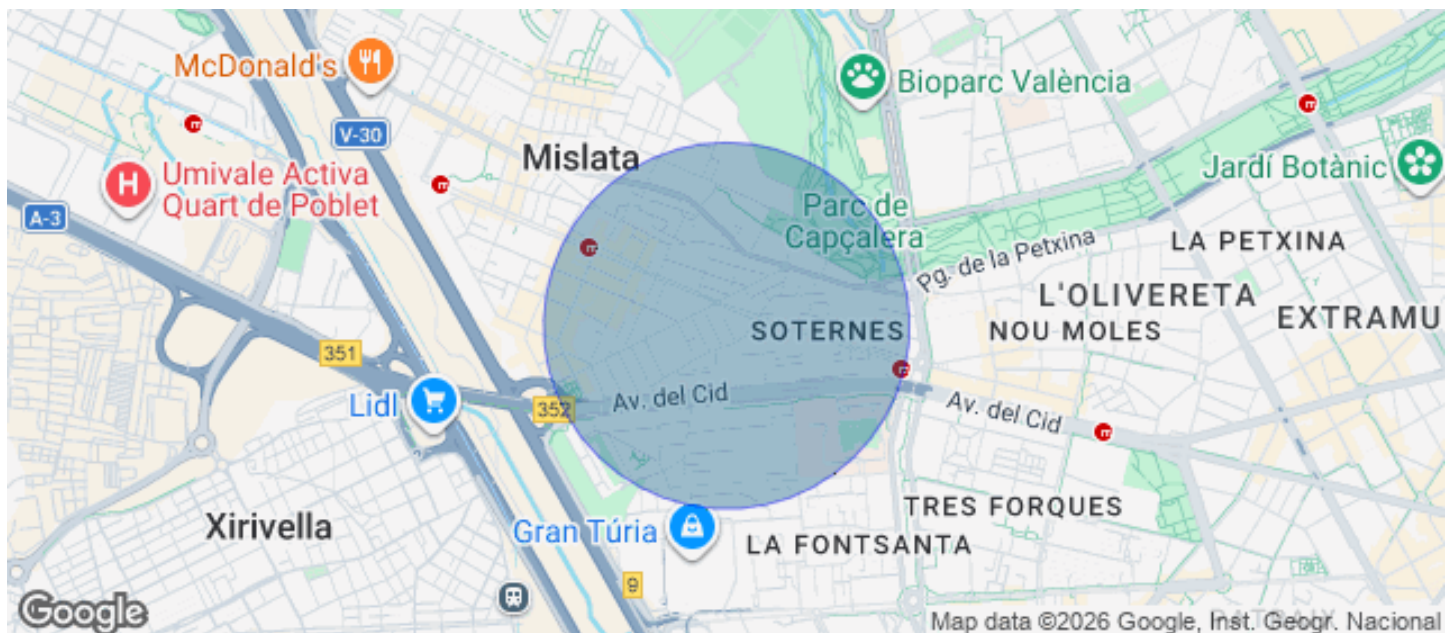 McDonald's
Bioparc València
V-30
Mislata
Jardí Botànic
Umivale Activa
Quart de Poblet
H
A-3
Parc de
Capçalera
LA PETXINA
Pg. de la Petxina
L'OLIVERETA
EXTRAMU
SOTERNES
NOU MOLES
351
Lidl
352
Av. del Cid
Av. del Cid
TRES FORQUES
Xirivella
Gran Túria
LA FONTSANTA
9
Google
Map data ©2026 Google, Inst. Geogr. Nacional